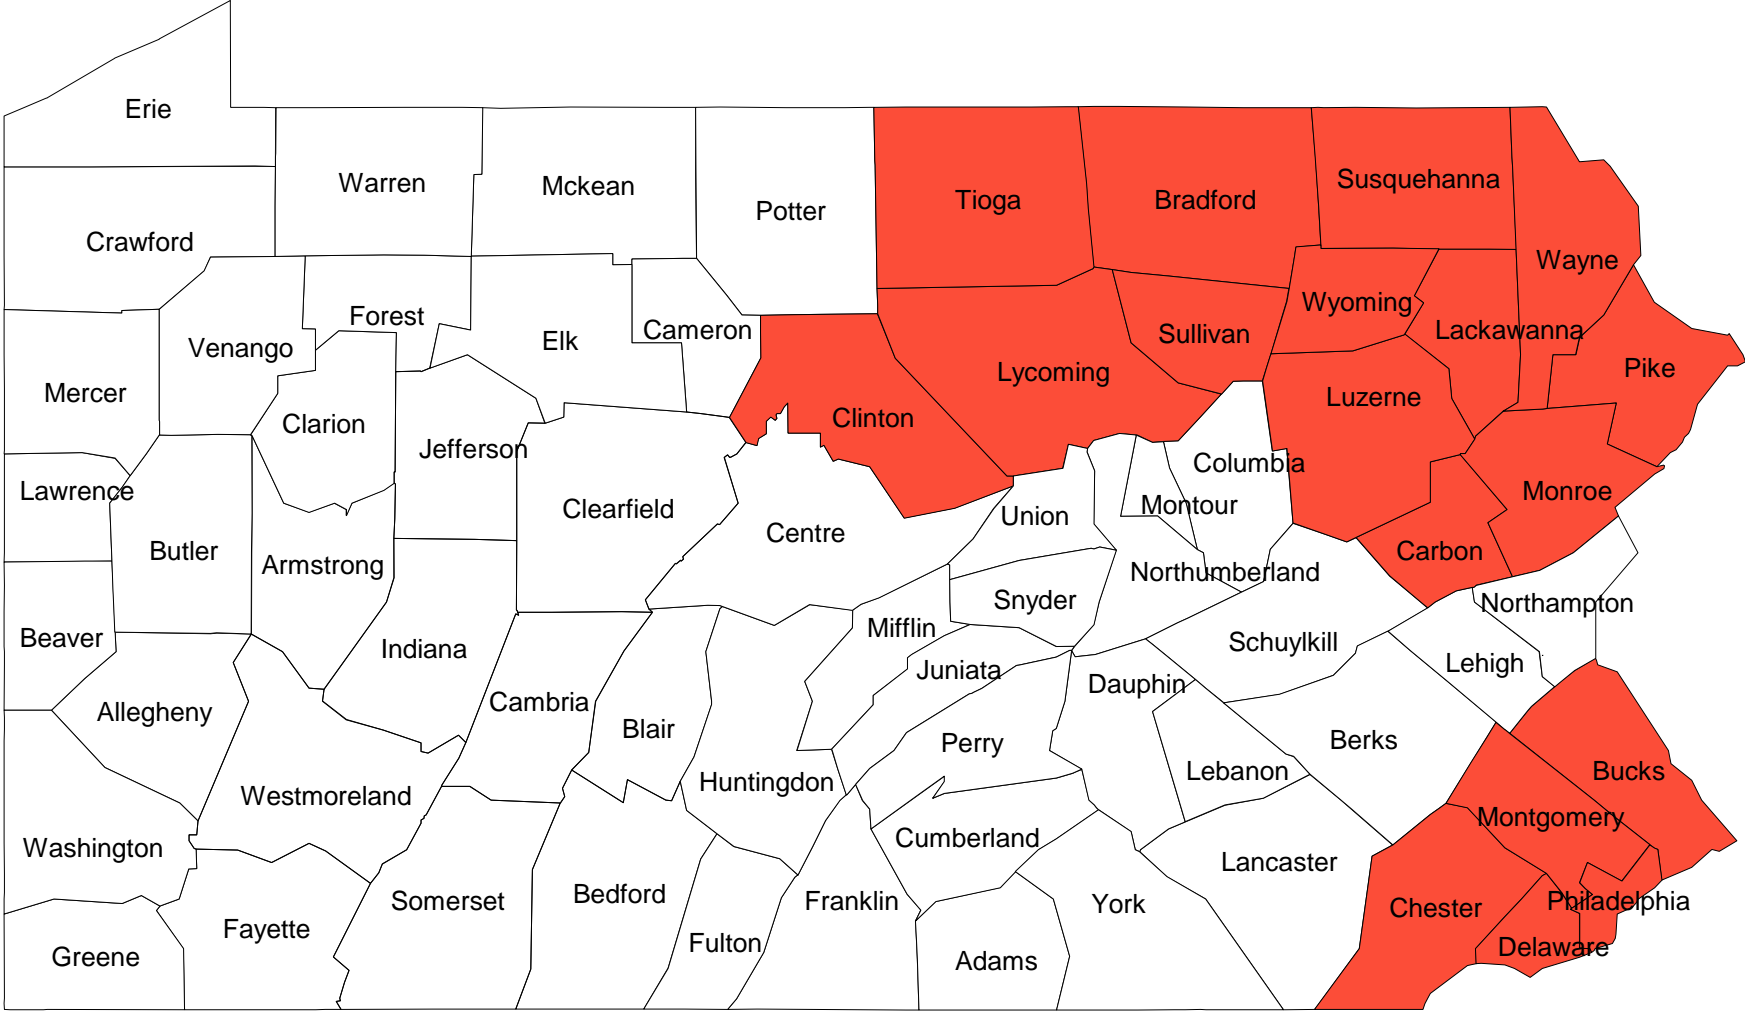 Erie
Warren
Mckean
Potter
Tioga
Bradford
Susquehanna
Wayne
Crawford
Forest
Venango
Elk
Cameron
Wyoming
Lackawanna
Sullivan
Lycoming
Pike
Mercer
Clarion
Clinton
Luzerne
Jefferson
Columbia
Lawrence
Clearfield
Montour
Monroe
Union
Centre
Butler
Armstrong
Carbon
Northumberland
Snyder
Northampton
Beaver
Indiana
Mifflin
Schuylkill
Lehigh
Juniata
Dauphin
Cambria
Allegheny
Blair
Perry
Berks
Lebanon
Bucks
Huntingdon
Westmoreland
Montgomery
Cumberland
Washington
Lancaster
Somerset
Bedford
Franklin
York
Chester
Philadelphia
Fayette
Fulton
Delaware
Greene
Adams